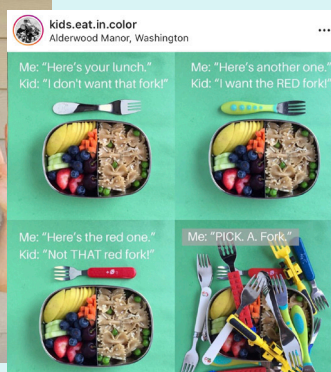 kids.eat.in.color
Alderwood Manor, Washington
Me: "Here's your lunch."
Kid: "I don't want that fork!"
Me: "Here's another one."
Kid: "I want the RED fork!"
Me: "Here's the red one."
Kid: "Not THAT red fork!"
Me: "PICK. A. Fork."